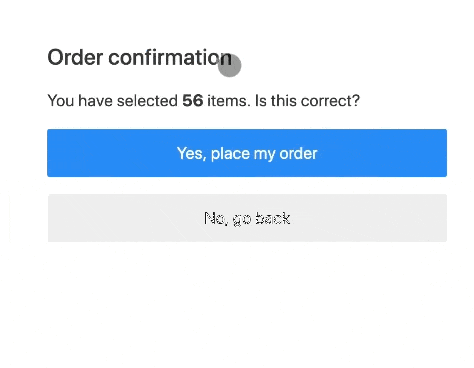 Order confirmation
You have selected 56 items. Is this correct?
Yes, place my order
No, go back